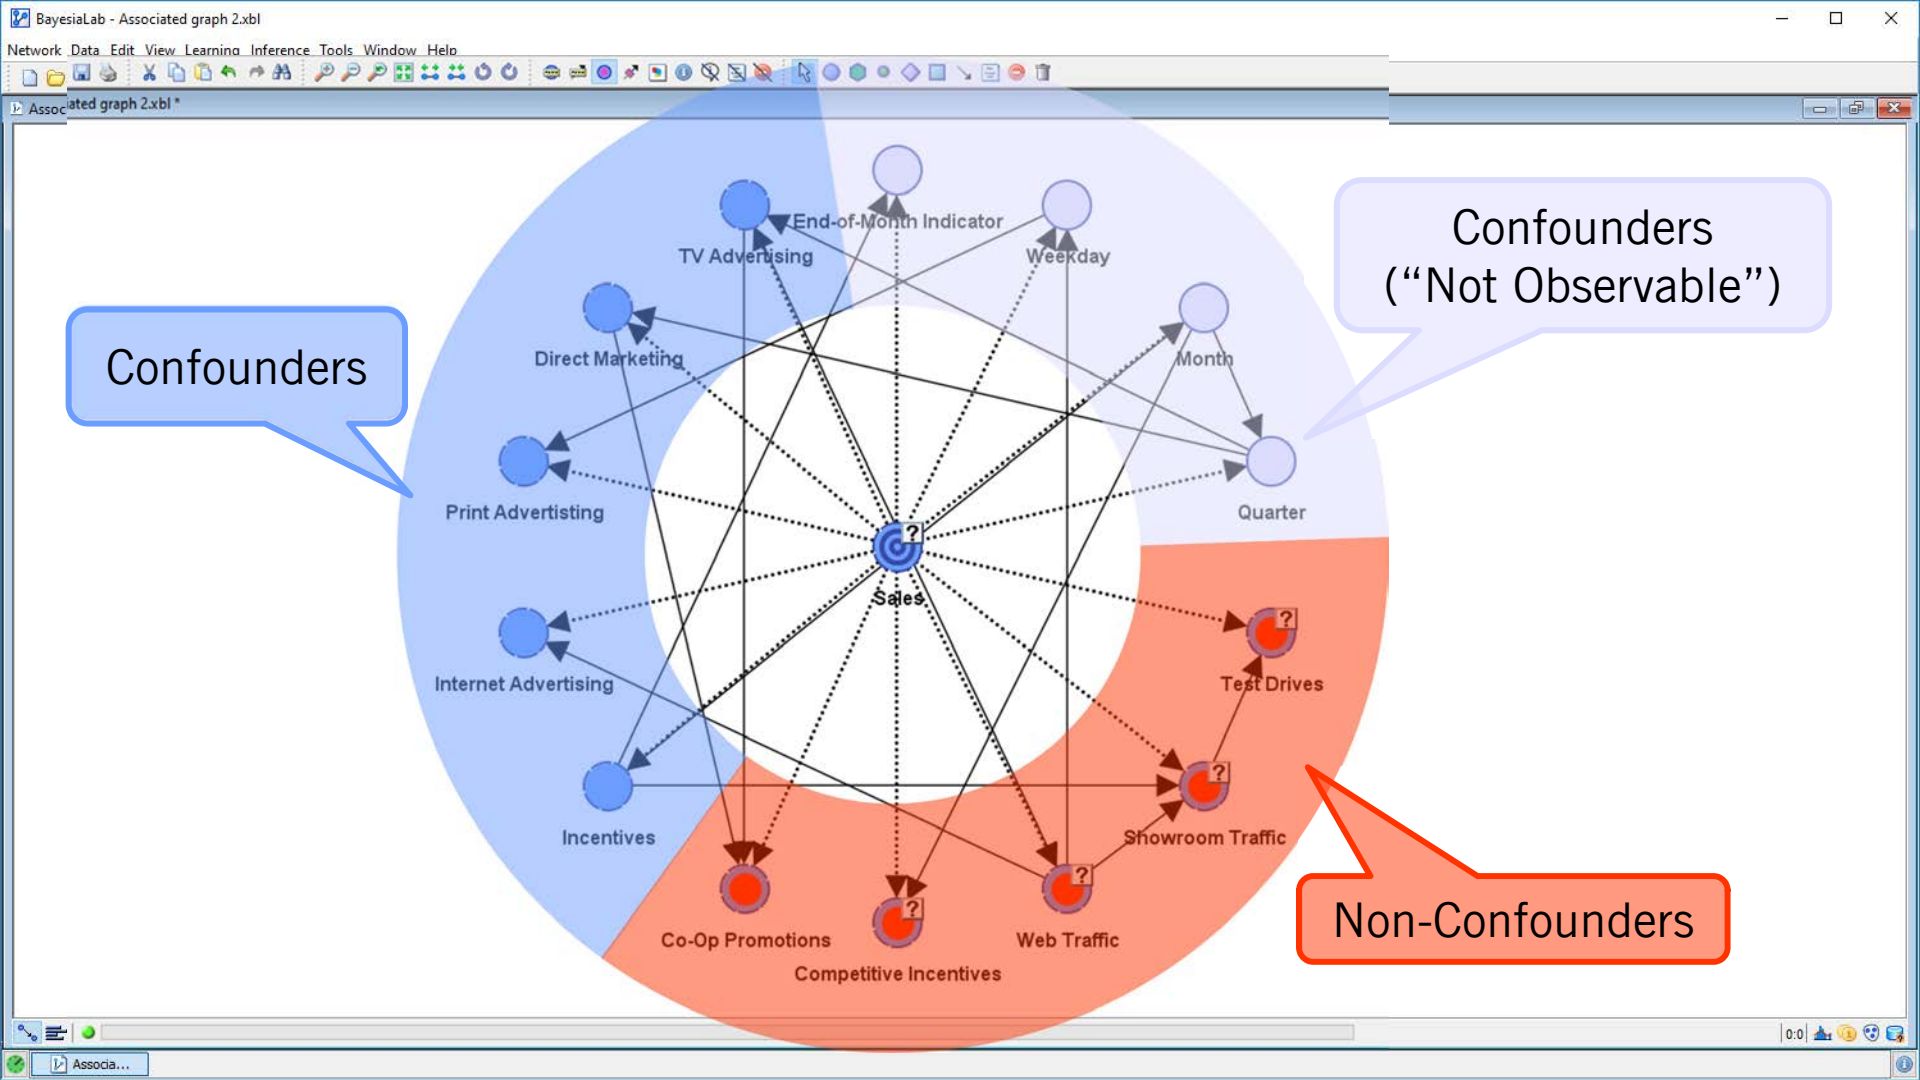 BayesiaLab - Associated graph 2.xbl
Network Data Edit View Learning Inference Tools Window Help
Associated graph 2.xbl *
End-of-Month Indicator
TV Advertising
Weekday
Confounders
("Not Observable")
Confounders
Direct Marketing
Month
Print Advertisting
Quarter
?
Sales
?
Internet Advertising
Test Drives
?
Incentives
Showroom Traffic
?
?
Co-Op Promotions
Web Traffic
Competitive Incentives
Non-Confounders
0:0
Associa...